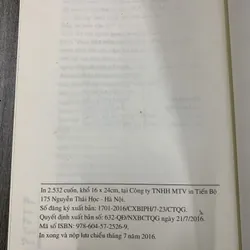 In 2.532 cuốn, khổ 16 x 24cm, tại Công ty TNHH MTV in Tiến Bộ
175 Nguyễn Thái Học - Hà Nội.
Số đăng ký xuất bản: 1701-2016/CXBIPH/7-23/CTQG.
Quyết định xuất bản số: 632-QĐ/NXBCTQG ngày 21/7/2016.
Mã số ISBN: 978-604-57-2526-9.
In xong và nộp lưu chiểu tháng 7 năm 2016.